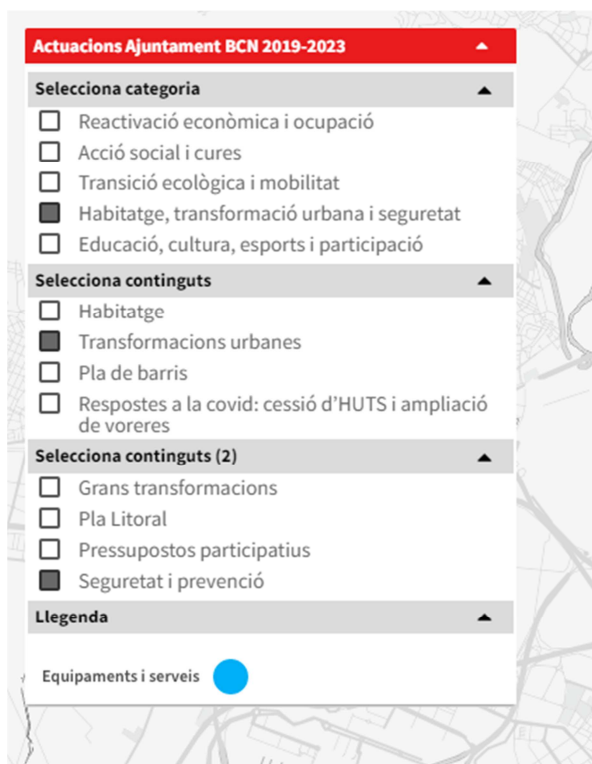 Actuacions Ajuntament BCN 2019-2023
Selecciona categoria
Reactivació econòmica i ocupació
Acció social i cures
Transició ecològica i mobilitat
Habitatge, transformació urbana i seguretat
Educació, cultura, esports i participació
Selecciona continguts
Habitatge
Transformacions urbanes
Pla de barris
Respostes a la covid: cessió d'HUTS i ampliació
de voreres
Selecciona continguts (2)
Grans transformacions
Pla Litoral
Pressupostos participatius
Seguretat i prevenció
Llegenda
Equipaments i serveis